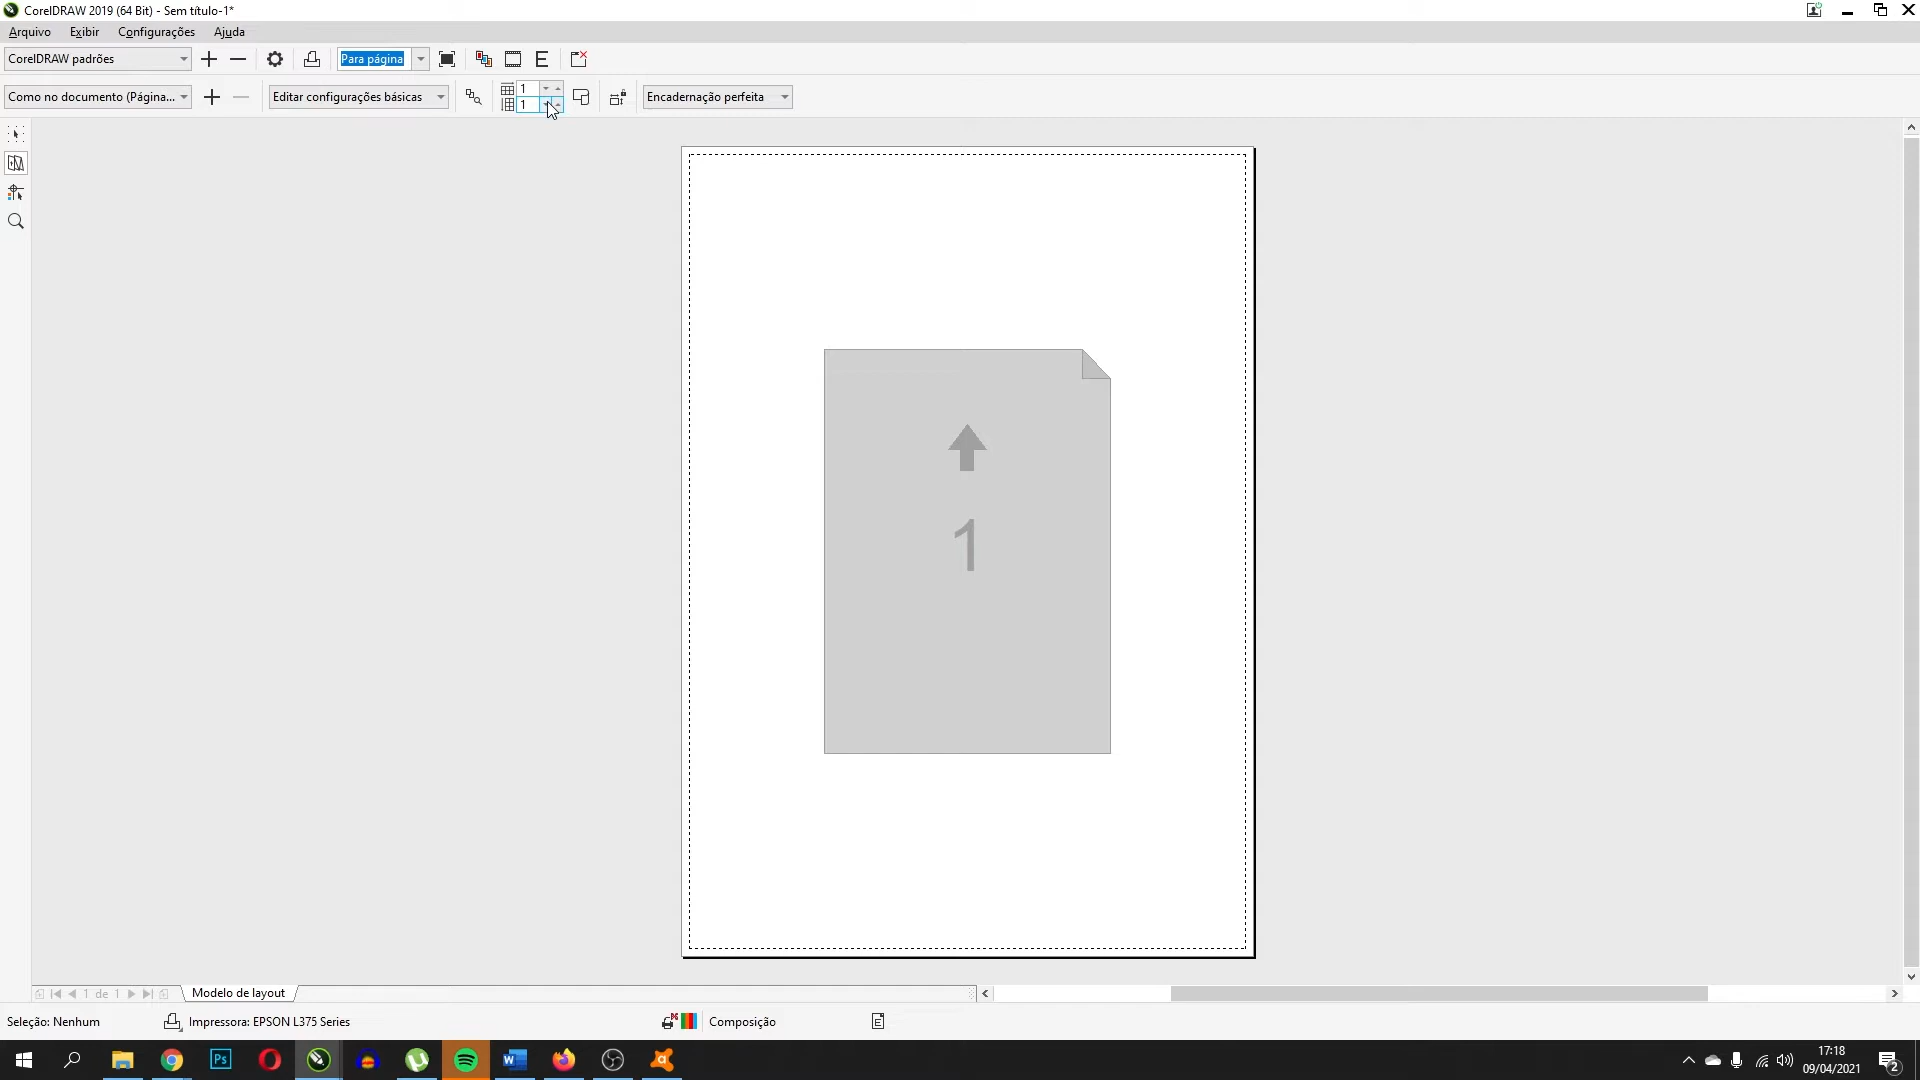 CorelDRAW 2019 (64 Bit) - Sem título-1*
Arquivo Exibir Configurações Ajuda
CorelDRAW padrões Para página
Como no documento (Página... Editar configurações básicas 1 Encadernação perfeita
1
1
1 de 1 Modelo de layout
Seleção: Nenhum Impressora: EPSON L375 Series Composição
17:18
09/04/2021
2